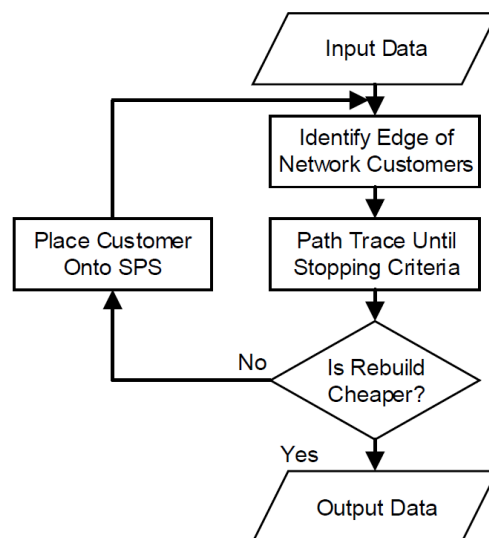 Input Data
Identify Edge of
Network Customers
Place Customer
Onto SPS
Path Trace Until
Stopping Criteria
No
Is Rebuild
Cheaper?
Yes
Output Data